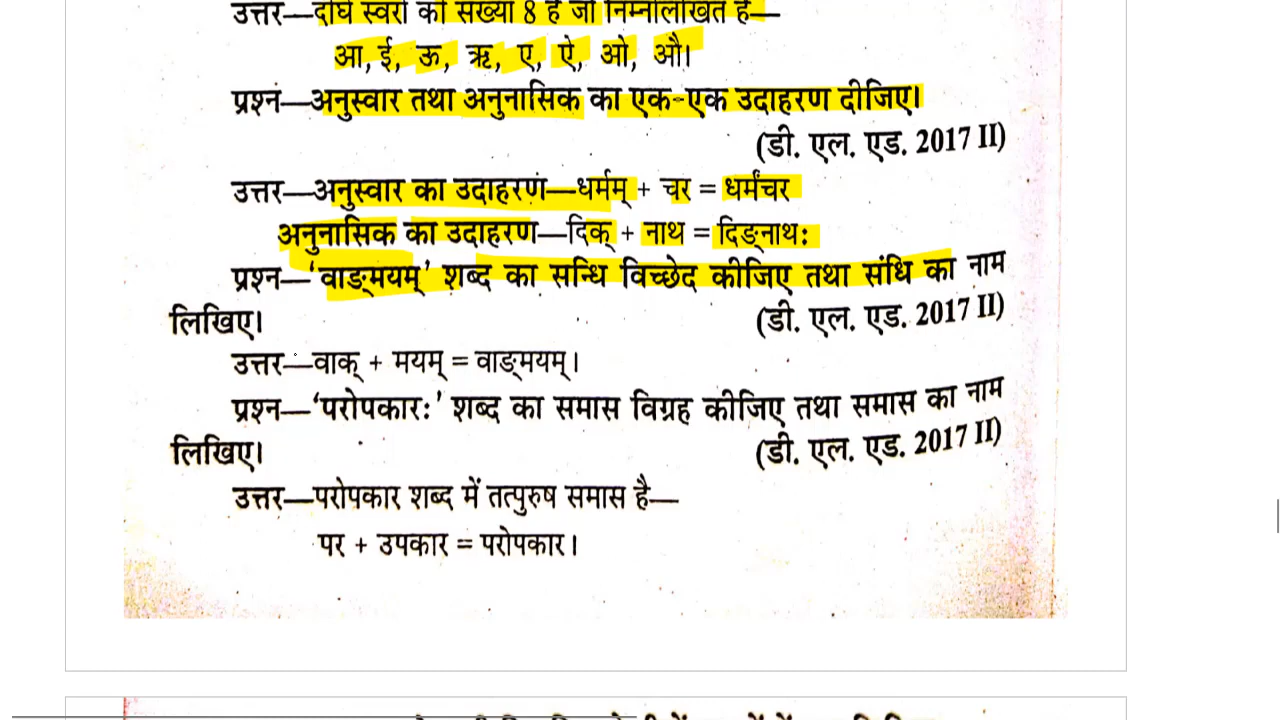 उत्तर—दीर्घ स्वरों की संख्या 8 है जो निम्नलिखित है—
आ, ई, ऊ, ऋ, ए, ऐ, ओ, औ।
प्रश्न—अनुस्वार तथा अनुनासिक का एक-एक उदाहरण दीजिए।
(डी. एल. एड. 2017 II)
उत्तर—अनुस्वार का उदाहरण—धर्मम् + चर = धर्मंचर
अनुनासिक का उदाहरण—दिक् + नाथ = दिङ्नाथः
प्रश्न—'वाङ्मयम्' शब्द का सन्धि विच्छेद कीजिए तथा संधि का नाम
लिखिए। (डी. एल. एड. 2017 II)
उत्तर—वाक् + मयम् = वाङ्मयम्।
प्रश्न—'परोपकारः' शब्द का समास विग्रह कीजिए तथा समास का नाम
लिखिए। (डी. एल. एड. 2017 II)
उत्तर—परोपकार शब्द में तत्पुरुष समास है—
पर + उपकार = परोपकार।